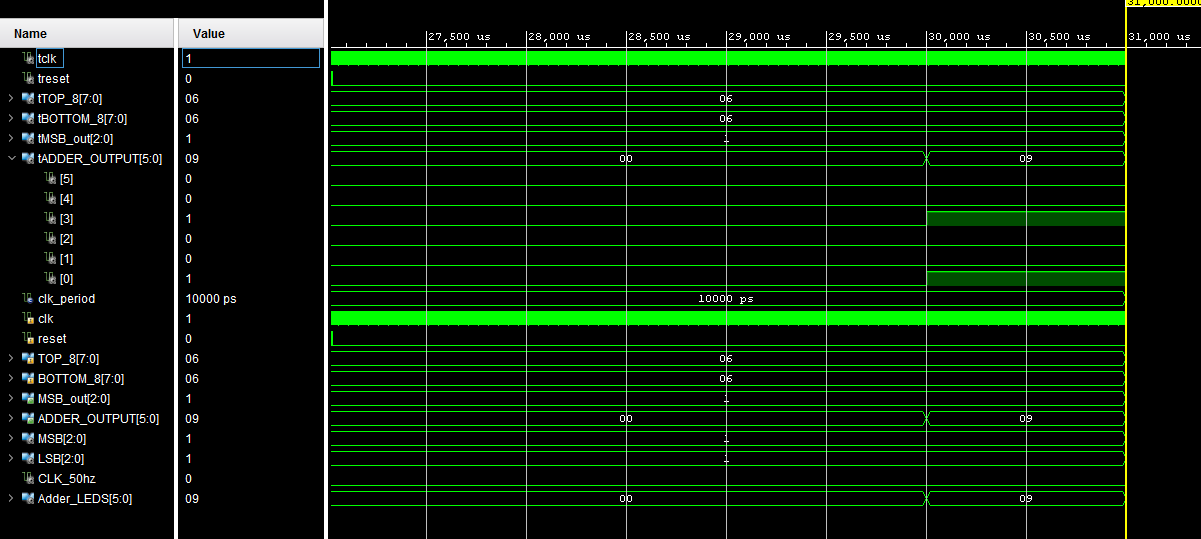 31,000.0000
Name Value
27,500 us 28,000 us 28,500 us 29,000 us 29,500 us 30,000 us 30,500 us 31,000 us
tclk 1
treset 0
tTOP_8[7:0] 06 06
tBOTTOM_8[7:0] 06 06
tMSB_out[2:0] 1 1
tADDER_OUTPUT[5:0] 09 00 09
[5] 0
[4] 0
[3] 1
[2] 0
[1] 0
[0] 1
clk_period 10000 ps 10000 ps
clk 1
reset 0
TOP_8[7:0] 06 06
BOTTOM_8[7:0] 06 06
MSB_out[2:0] 1 1
ADDER_OUTPUT[5:0] 09 00 09
MSB[2:0] 1 1
LSB[2:0] 1 1
CLK_50hz 0
Adder_LEDS[5:0] 09 00 09